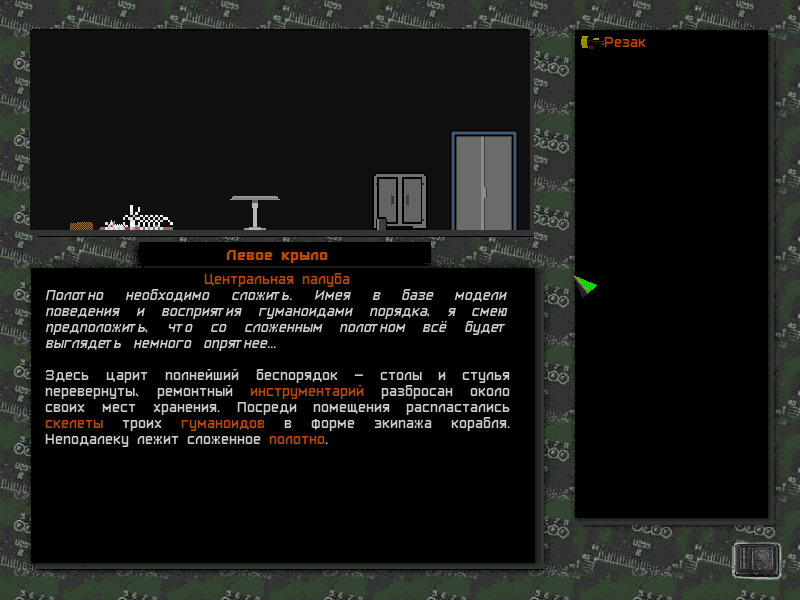 Резак
Левое крыло
Центральная палуба
Полотно необходимо сложить. Имея в базе модели
поведения и восприятия гуманоидами порядка, я смею
предположить, что со сложенным полотном всё будет
выглядеть немного опрятнее...
Здесь царит полнейший беспорядок – столы и стулья
перевернуты, ремонтный инструментарий разбросан около
своих мест хранения. Посреди помещения распластались
скелеты троих гуманоидов в форме экипажа корабля.
Неподалеку лежит сложенное полотно.